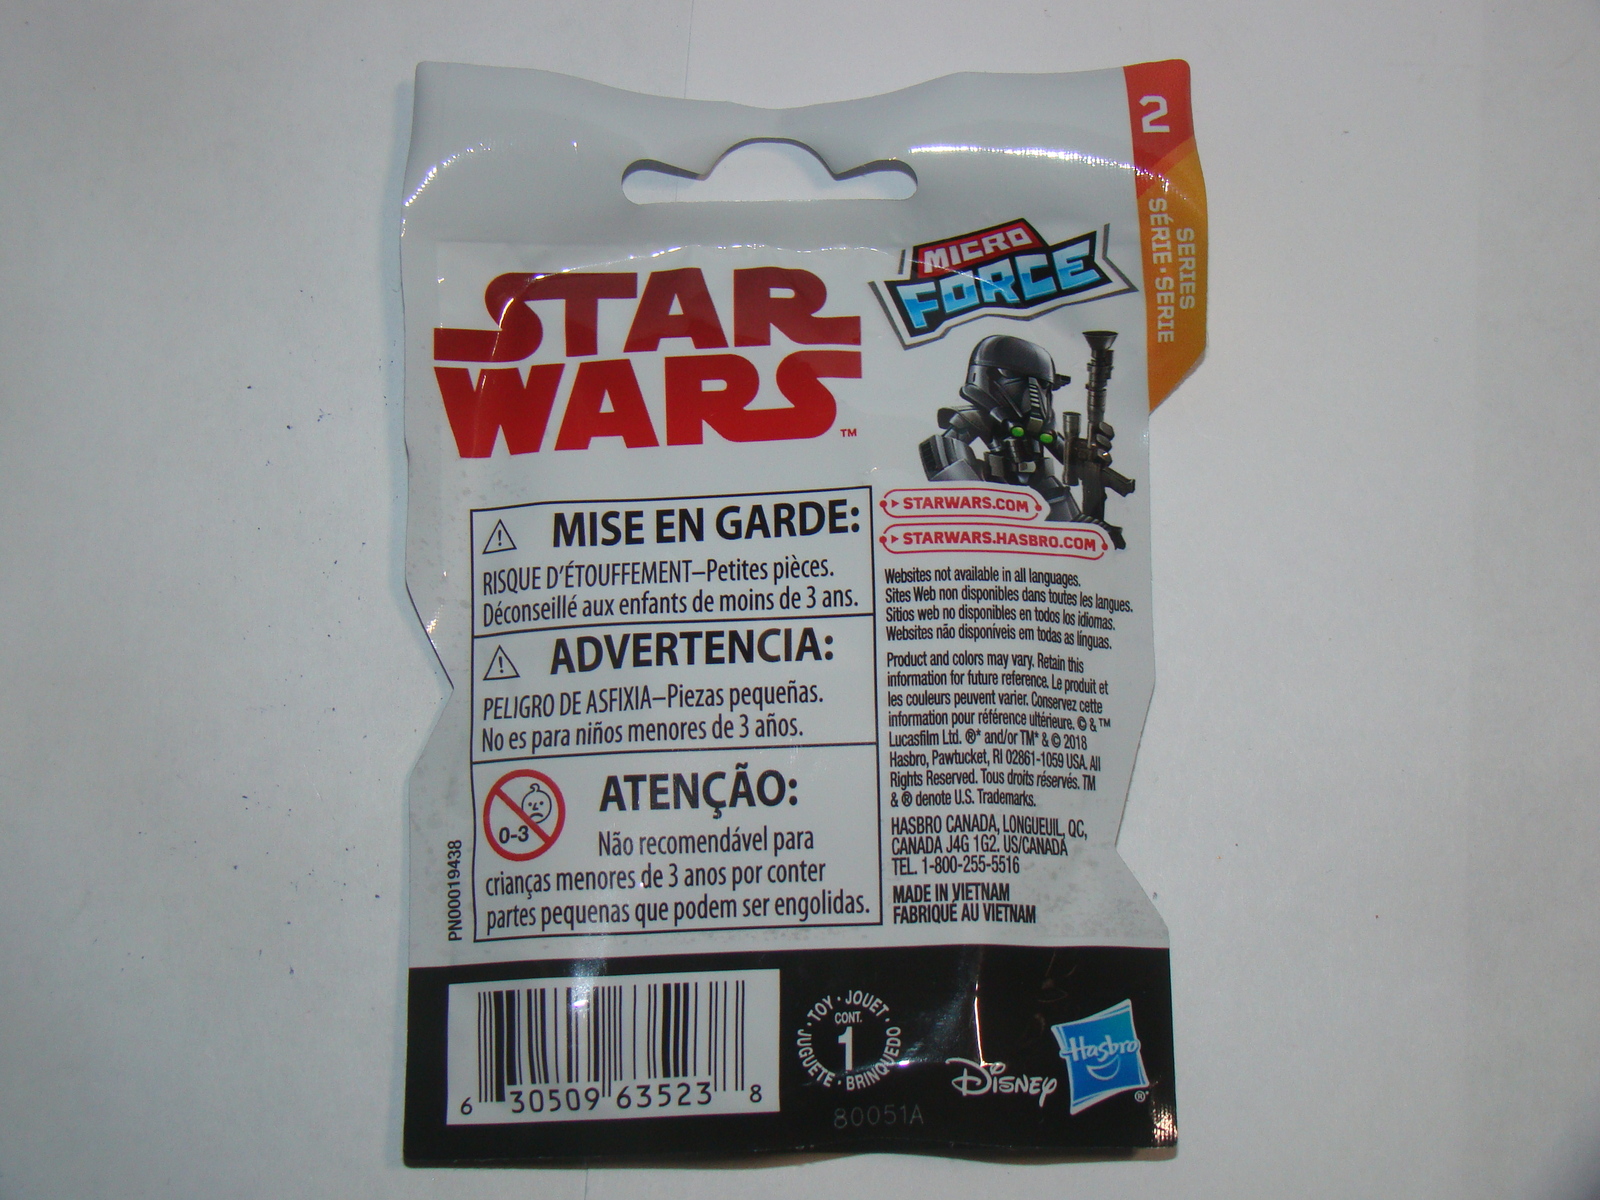 2
SERIES
SÉRIE·SERIE
MICRO
FORCE
STAR
WARS™
⚠ MISE EN GARDE:
RISQUE D'ÉTOUFFEMENT–Petites pièces.
Déconseillé aux enfants de moins de 3 ans.
⚠ ADVERTENCIA:
PELIGRO DE ASFIXIA–Piezas pequeñas.
No es para niños menores de 3 años.
0-3
ATENÇÃO:
Não recomendável para
crianças menores de 3 anos por conter
partes pequenas que podem ser engolidas.
PN00019438
STARWARS.COM
STARWARS.HASBRO.COM
Websites not available in all languages.
Sites Web non disponibles dans toutes les langues.
Sitios web no disponibles en todos los idiomas.
Websites não disponíveis em todas as línguas.
Product and colors may vary. Retain this
information for future reference. Le produit et
les couleurs peuvent varier. Conservez cette
information pour référence ultérieure. © & ™
Lucasfilm Ltd. ®* and/or TM* & © 2018
Hasbro, Pawtucket, RI 02861-1059 USA. All
Rights Reserved. Tous droits réservés. TM
& ® denote U.S. Trademarks.
HASBRO CANADA, LONGUEUIL, QC,
CANADA J4G 1G2. US/CANADA
TEL. 1-800-255-5516
MADE IN VIETNAM
FABRIQUÉ AU VIETNAM
6 30509 63523 8
TOY · JOUET · BRINQUEDO · JUGUETE ·
CONT.
1
80051A
Disney
Hasbro®